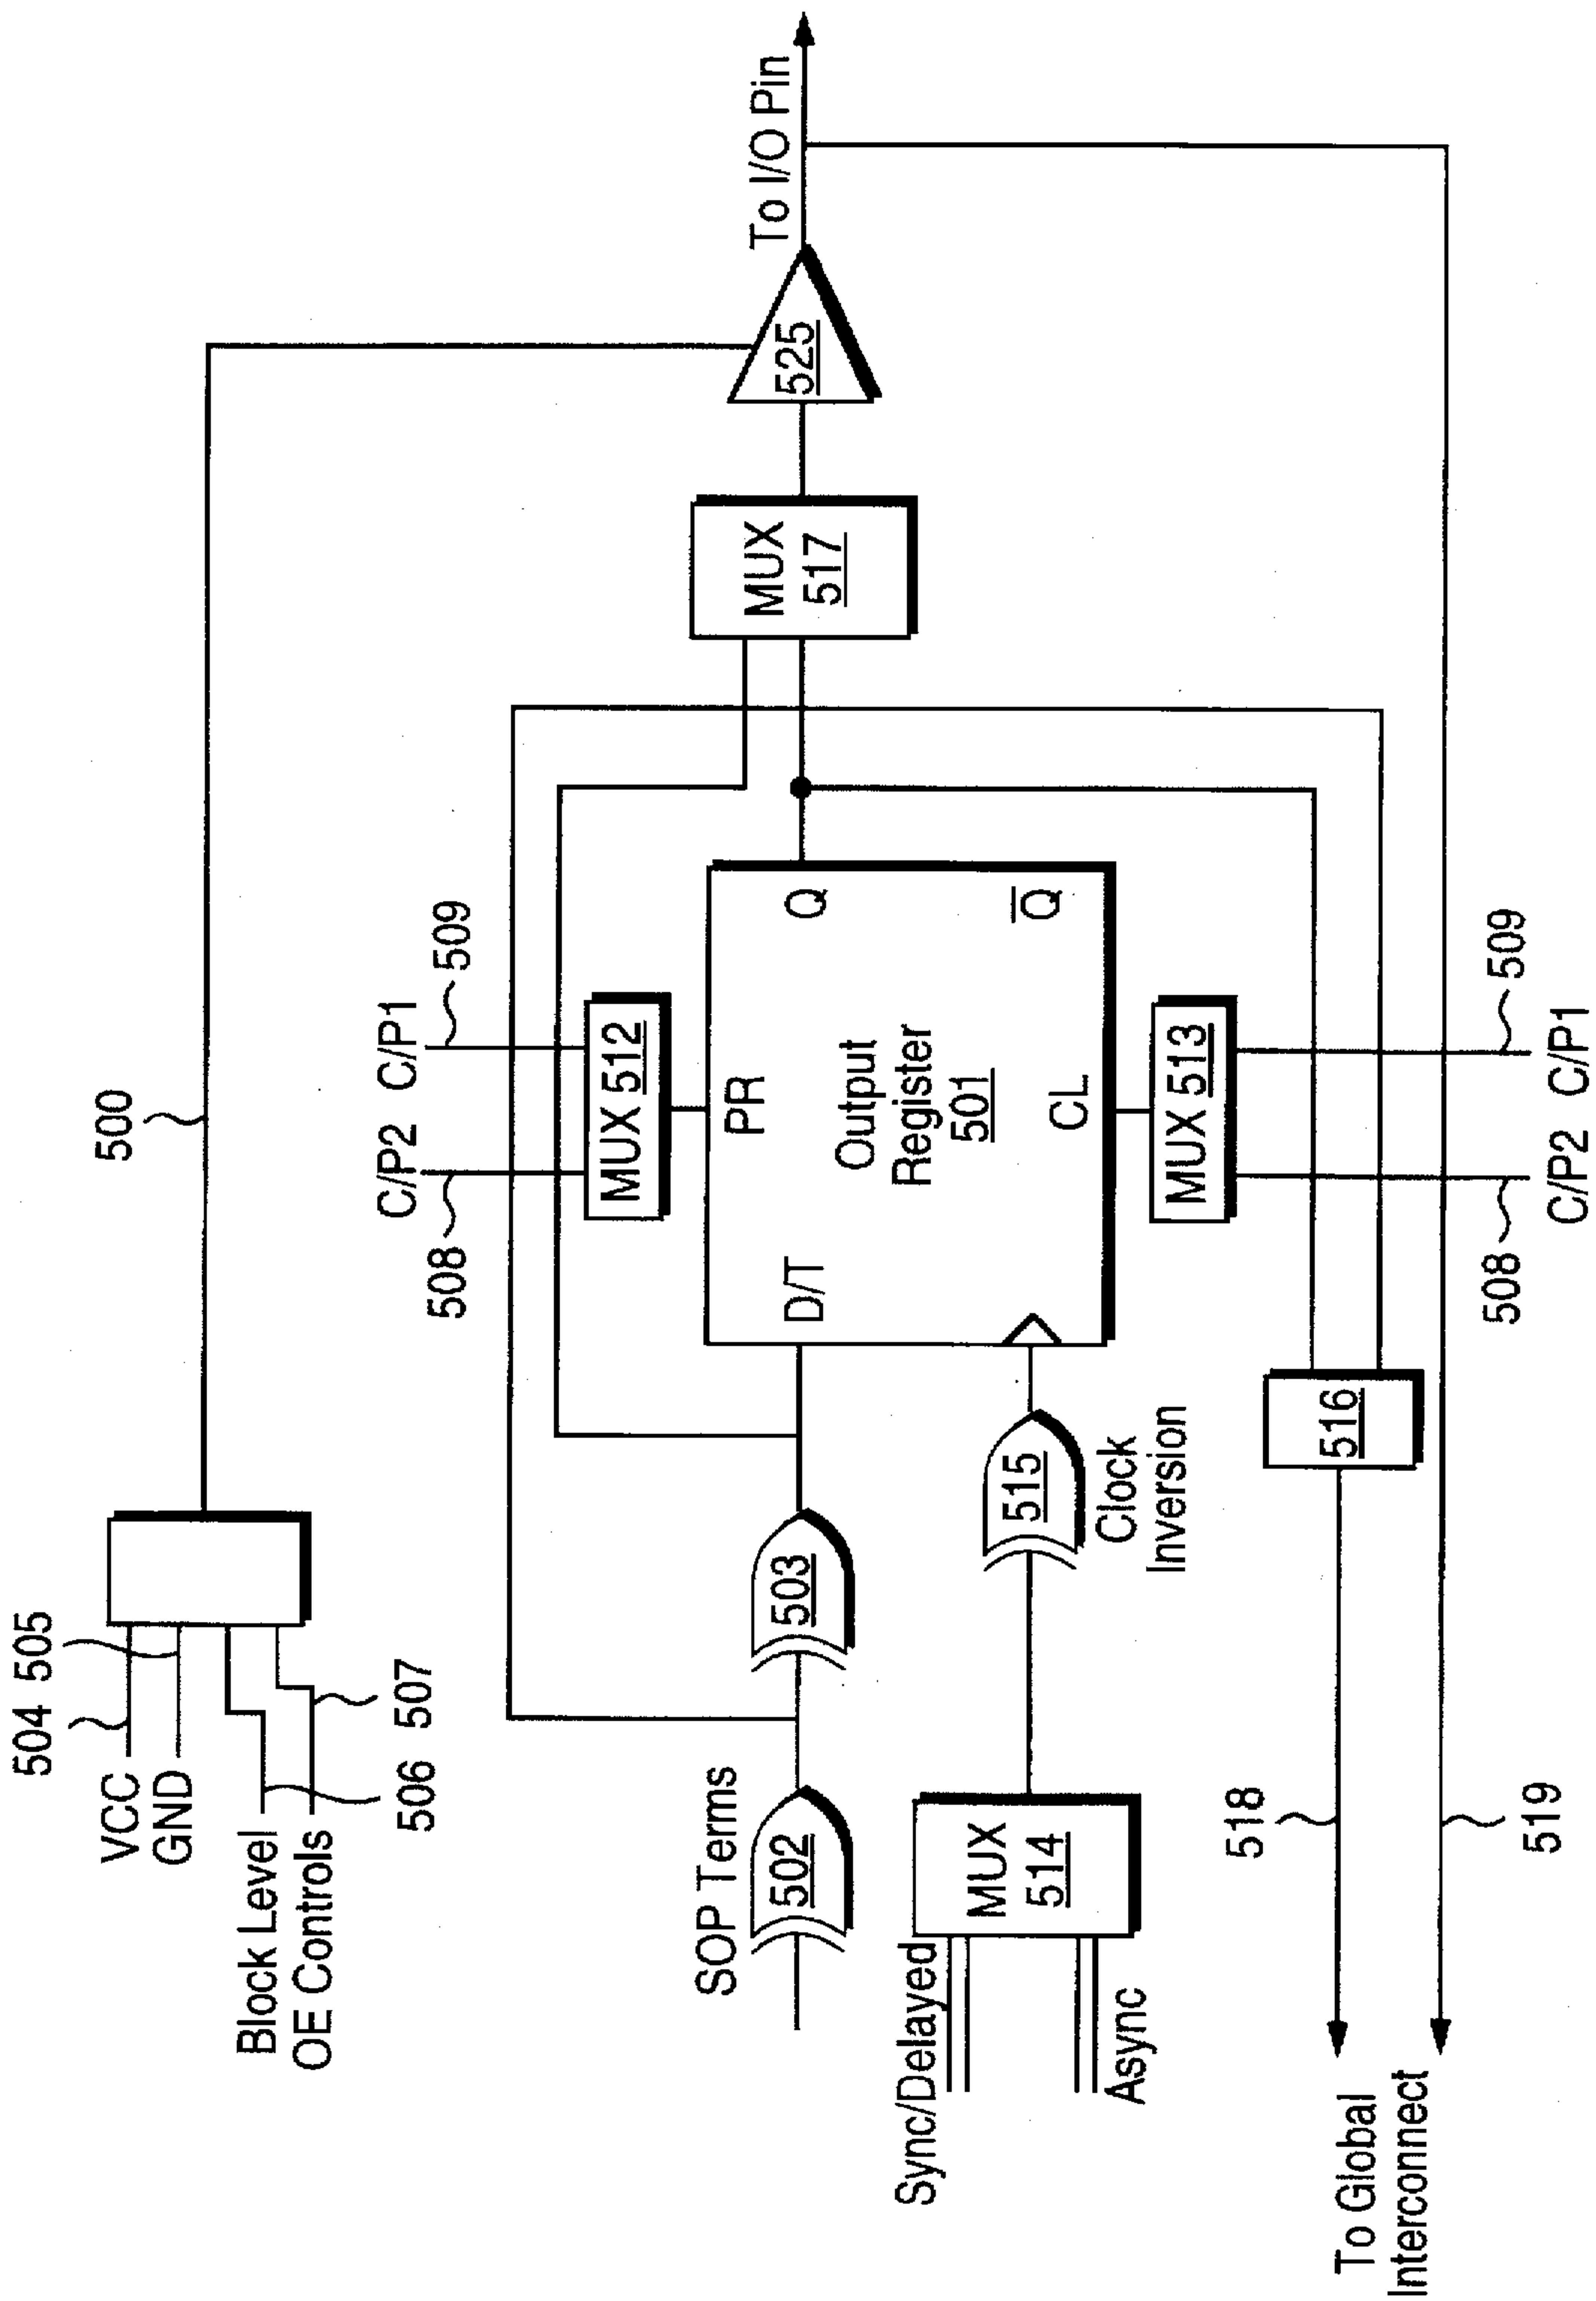 504
505
VCC
GND
Block Level
OE Controls
506
507
500
C/P2
C/P1
508
509
SOP Terms
502
503
MUX 512
PR
D/T
Q
Output
Register
501
Q̅
CL
MUX
517
525
To I/O Pin
Sync/Delayed
Async
MUX
514
515
Clock
Inversion
MUX 513
508
509
C/P2
C/P1
516
518
519
To Global
Interconnect